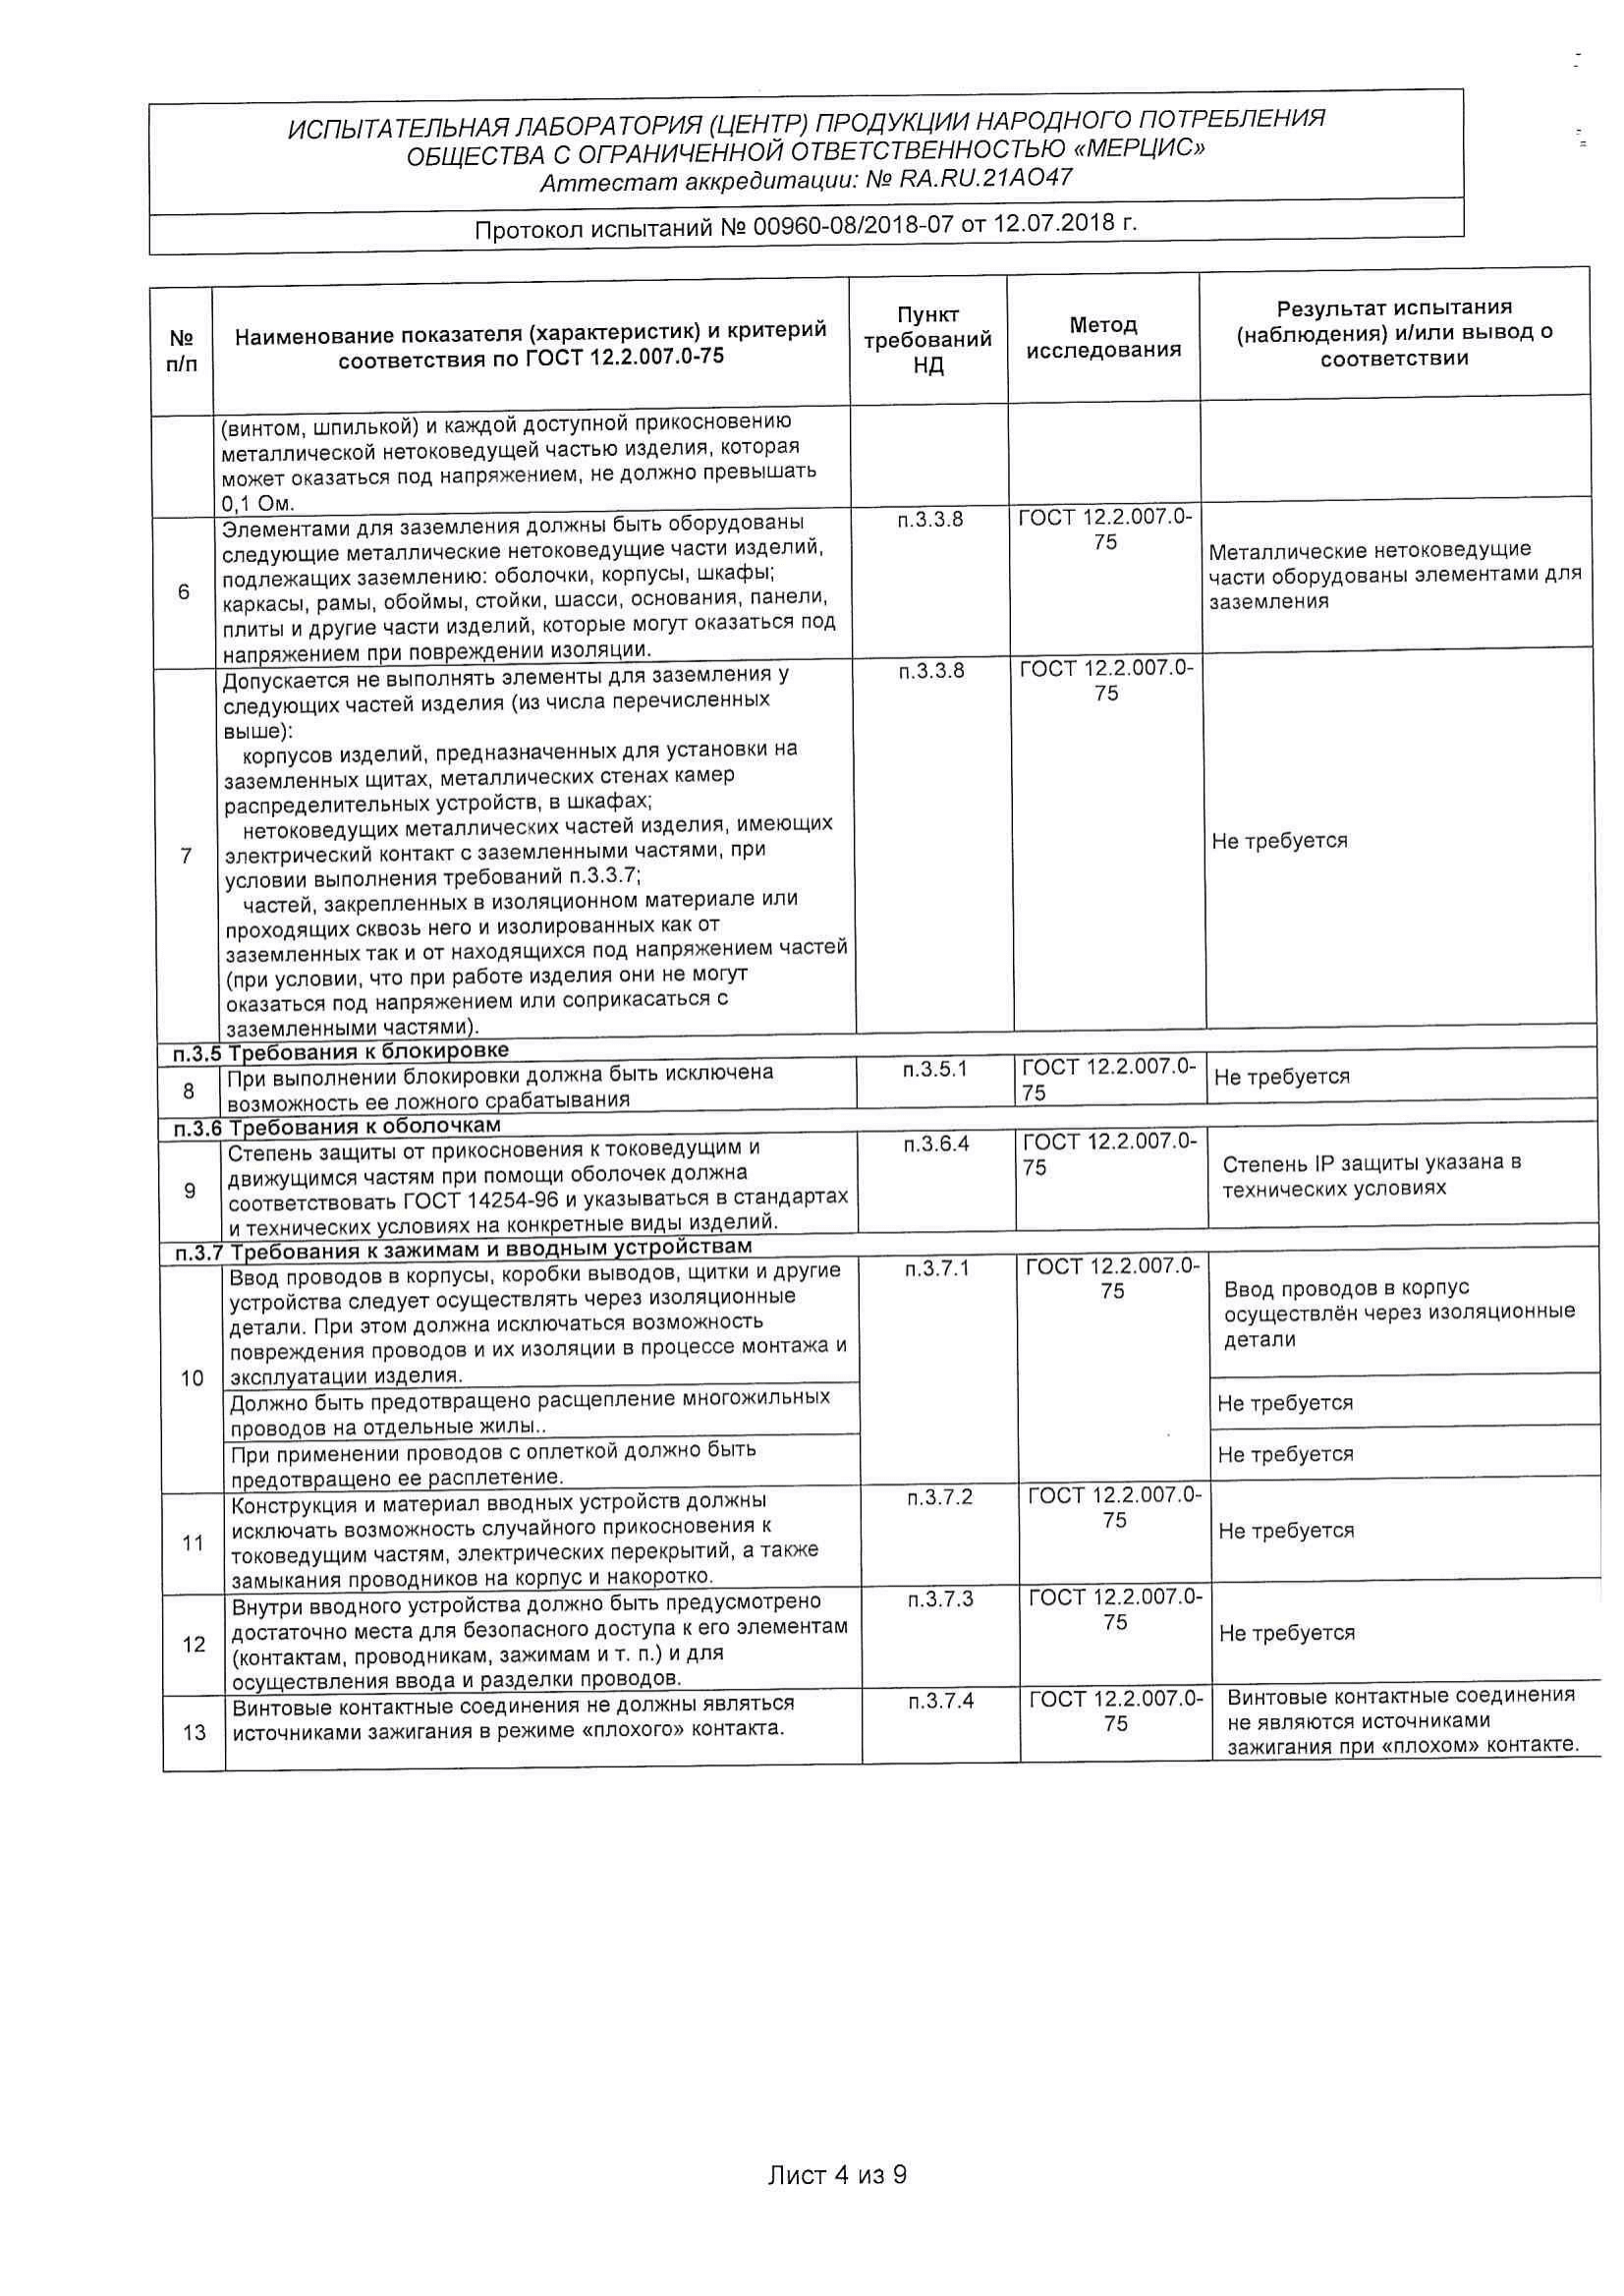 ИСПЫТАТЕЛЬНАЯ ЛАБОРАТОРИЯ (ЦЕНТР) ПРОДУКЦИИ НАРОДНОГО ПОТРЕБЛЕНИЯ
ОБЩЕСТВА С ОГРАНИЧЕННОЙ ОТВЕТСТВЕННОСТЬЮ «МЕРЦИС»
Аттестат аккредитации: № RA.RU.21АО47
Протокол испытаний № 00960-08/2018-07 от 12.07.2018 г.
№
п/п
Наименование показателя (характеристик) и критерий
соответствия по ГОСТ 12.2.007.0-75
Пункт
требований
НД
Метод
исследования
Результат испытания
(наблюдения) и/или вывод о
соответствии
(винтом, шпилькой) и каждой доступной прикосновению
металлической нетоковедущей частью изделия, которая
может оказаться под напряжением, не должно превышать
0,1 Ом.
6
Элементами для заземления должны быть оборудованы
следующие металлические нетоковедущие части изделий,
подлежащих заземлению: оболочки, корпусы, шкафы;
каркасы, рамы, обоймы, стойки, шасси, основания, панели,
плиты и другие части изделий, которые могут оказаться под
напряжением при повреждении изоляции.
п.3.3.8
ГОСТ 12.2.007.0-
75
Металлические нетоковедущие
части оборудованы элементами для
заземления
7
Допускается не выполнять элементы для заземления у
следующих частей изделия (из числа перечисленных
выше):
корпусов изделий, предназначенных для установки на
заземленных щитах, металлических стенах камер
распределительных устройств, в шкафах;
нетоковедущих металлических частей изделия, имеющих
электрический контакт с заземленными частями, при
условии выполнения требований п.3.3.7;
частей, закрепленных в изоляционном материале или
проходящих сквозь него и изолированных как от
заземленных так и от находящихся под напряжением частей
(при условии, что при работе изделия они не могут
оказаться под напряжением или соприкасаться с
заземленными частями).
п.3.3.8
ГОСТ 12.2.007.0-
75
Не требуется
п.3.5 Требования к блокировке
8
При выполнении блокировки должна быть исключена
возможность ее ложного срабатывания
п.3.5.1
ГОСТ 12.2.007.0-
75
Не требуется
п.3.6 Требования к оболочкам
9
Степень защиты от прикосновения к токоведущим и
движущимся частям при помощи оболочек должна
соответствовать ГОСТ 14254-96 и указываться в стандартах
и технических условиях на конкретные виды изделий.
п.3.6.4
ГОСТ 12.2.007.0-
75
Степень IP защиты указана в
технических условиях
п.3.7 Требования к зажимам и вводным устройствам
10
Ввод проводов в корпусы, коробки выводов, щитки и другие
устройства следует осуществлять через изоляционные
детали. При этом должна исключаться возможность
повреждения проводов и их изоляции в процессе монтажа и
эксплуатации изделия.
п.3.7.1
ГОСТ 12.2.007.0-
75
Ввод проводов в корпус
осуществлён через изоляционные
детали
Должно быть предотвращено расщепление многожильных
проводов на отдельные жилы..
Не требуется
При применении проводов с оплеткой должно быть
предотвращено ее расплетение.
Не требуется
11
Конструкция и материал вводных устройств должны
исключать возможность случайного прикосновения к
токоведущим частям, электрических перекрытий, а также
замыкания проводников на корпус и накоротко.
п.3.7.2
ГОСТ 12.2.007.0-
75
Не требуется
12
Внутри вводного устройства должно быть предусмотрено
достаточно места для безопасного доступа к его элементам
(контактам, проводникам, зажимам и т. п.) и для
осуществления ввода и разделки проводов.
п.3.7.3
ГОСТ 12.2.007.0-
75
Не требуется
13
Винтовые контактные соединения не должны являться
источниками зажигания в режиме «плохого» контакта.
п.3.7.4
ГОСТ 12.2.007.0-
75
Винтовые контактные соединения
не являются источниками
зажигания при «плохом» контакте.
Лист 4 из 9